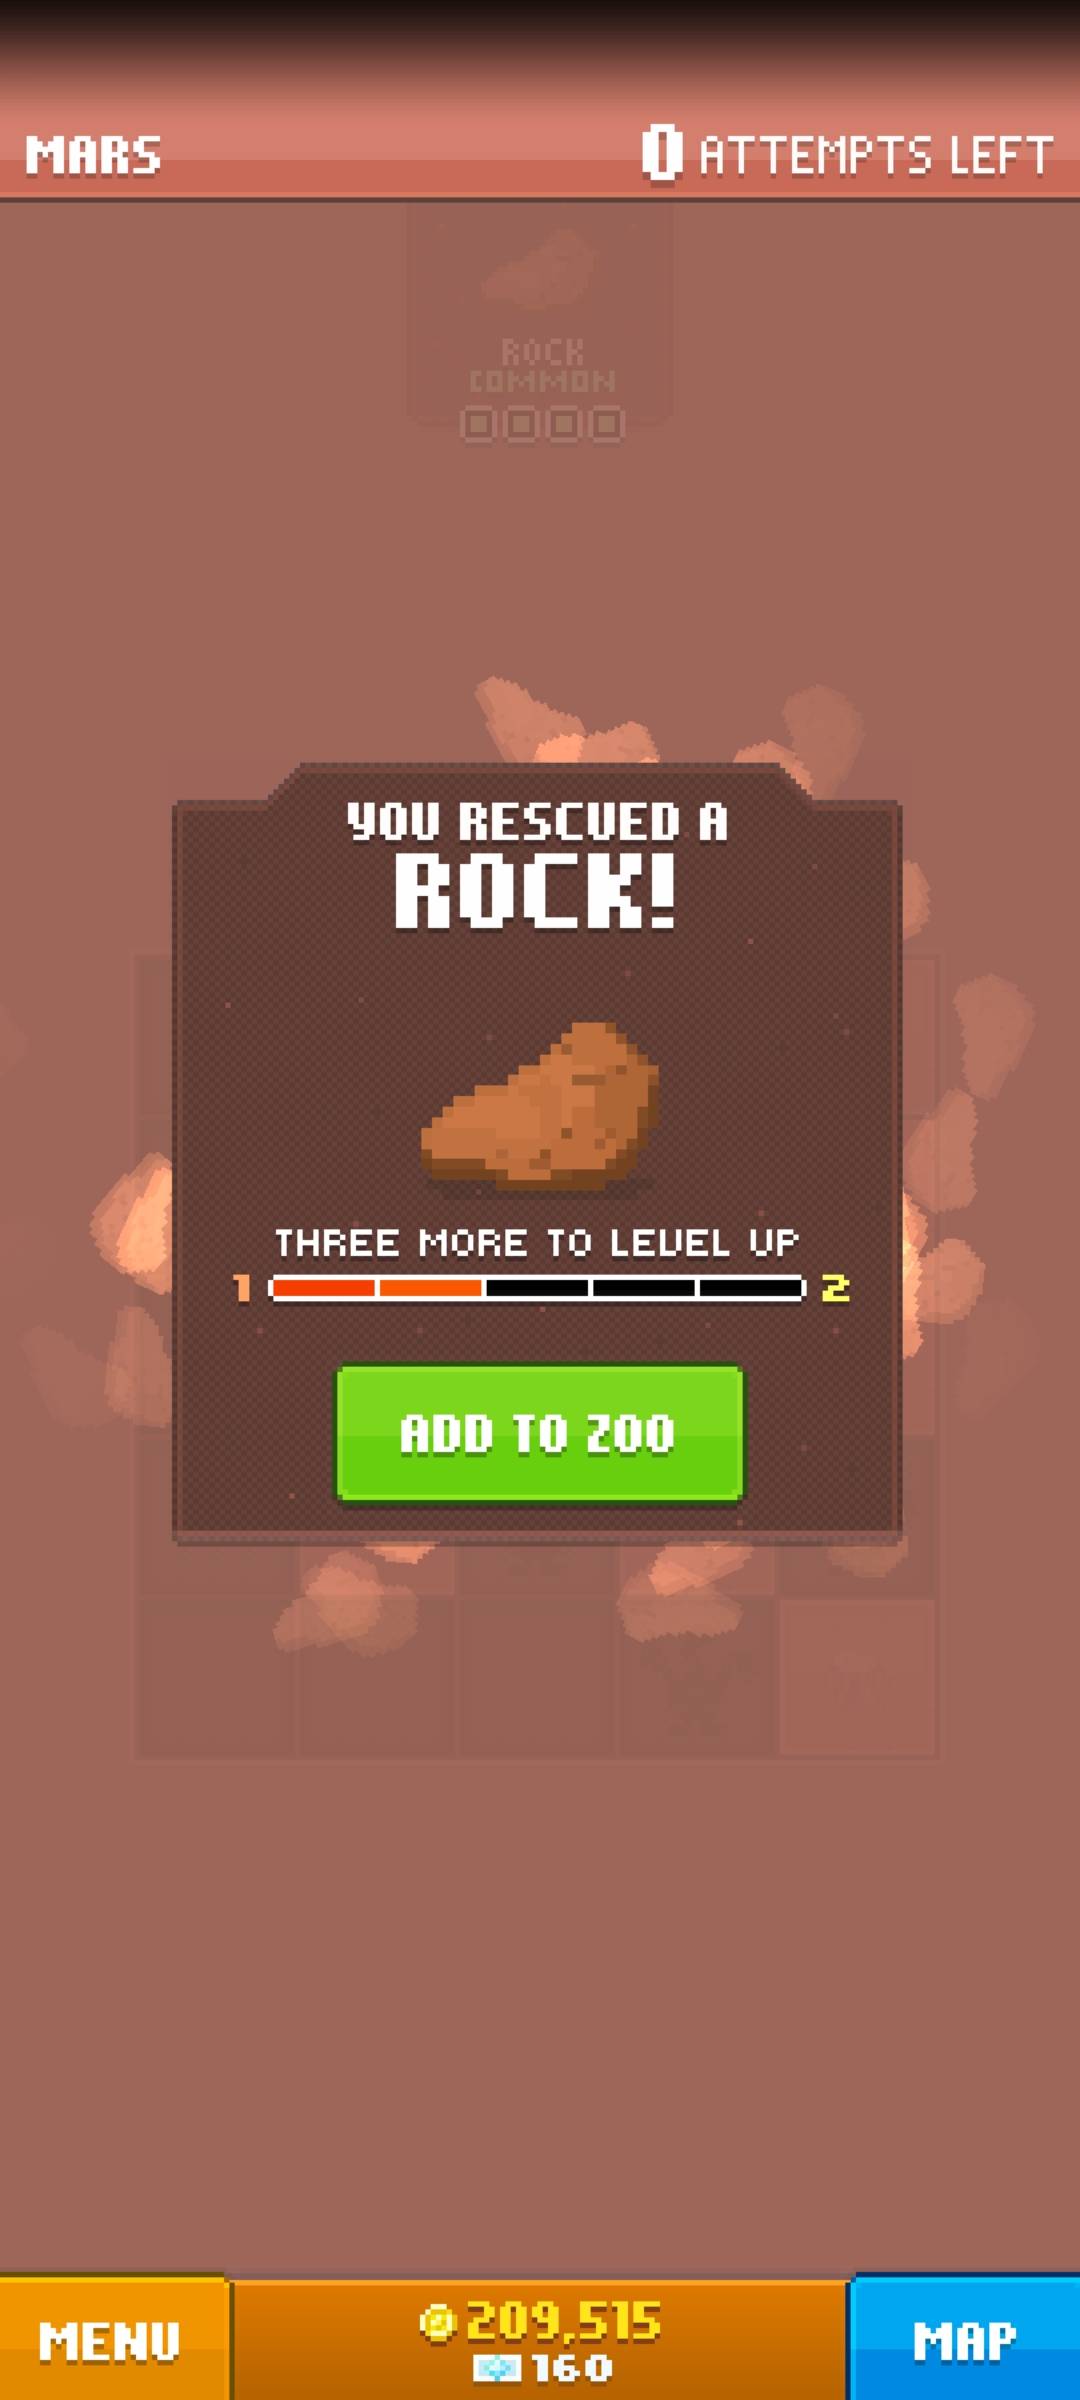 MARS
0 ATTEMPTS LEFT
ROCK
COMMON
YOU RESCUED A
ROCK!
THREE MORE TO LEVEL UP
1
2
ADD TO ZOO
MENU
209,515
160
MAP